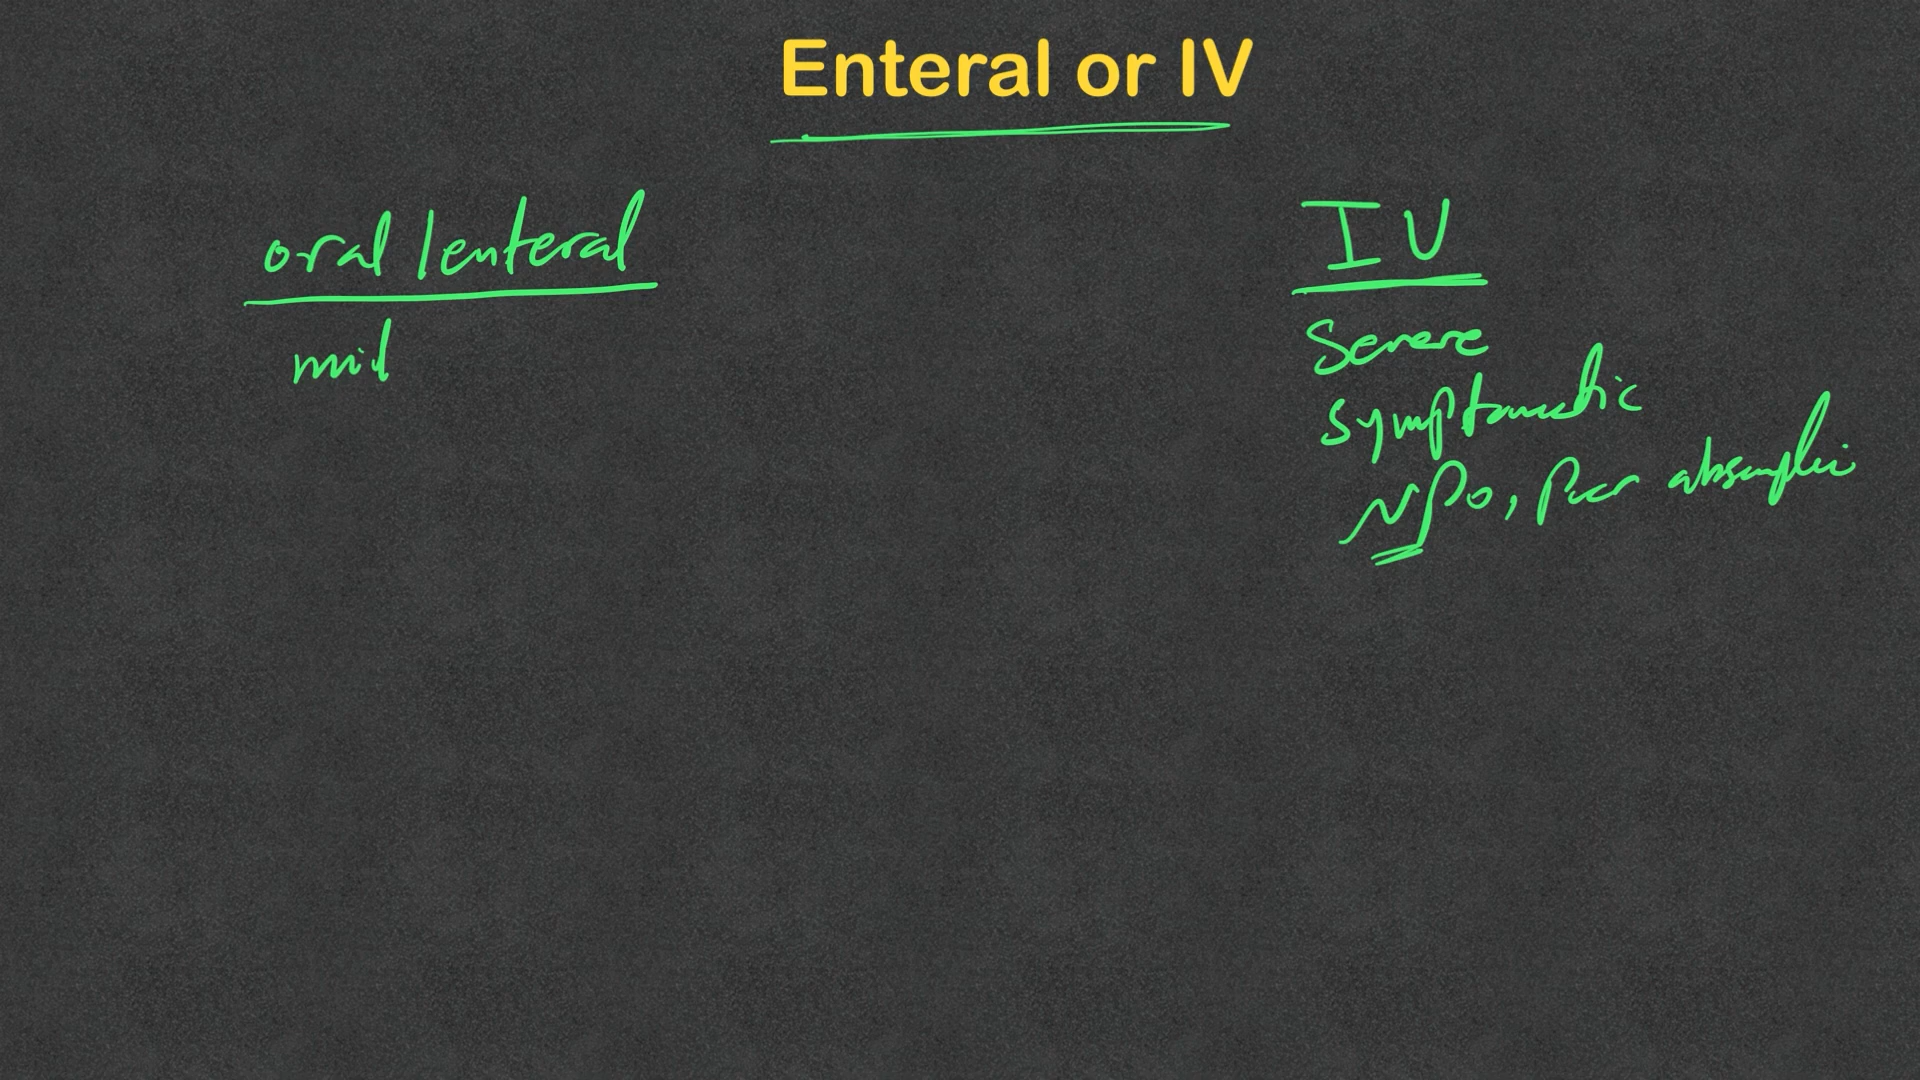 Enteral or IV
oral/enteral
IV
mild
Severe
symptomatic
NPO, Poor absorption